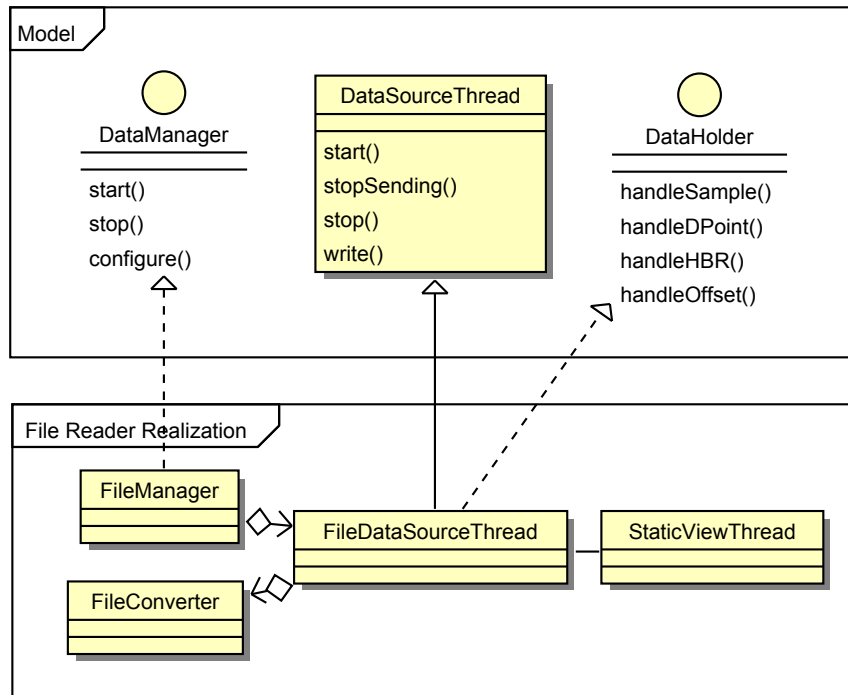 Model
DataManager
start()
stop()
configure()
DataSourceThread
start()
stopSending()
stop()
write()
DataHolder
handleSample()
handleDPoint()
handleHBR()
handleOffset()
File Reader Realization
FileManager
FileDataSourceThread
StaticViewThread
FileConverter